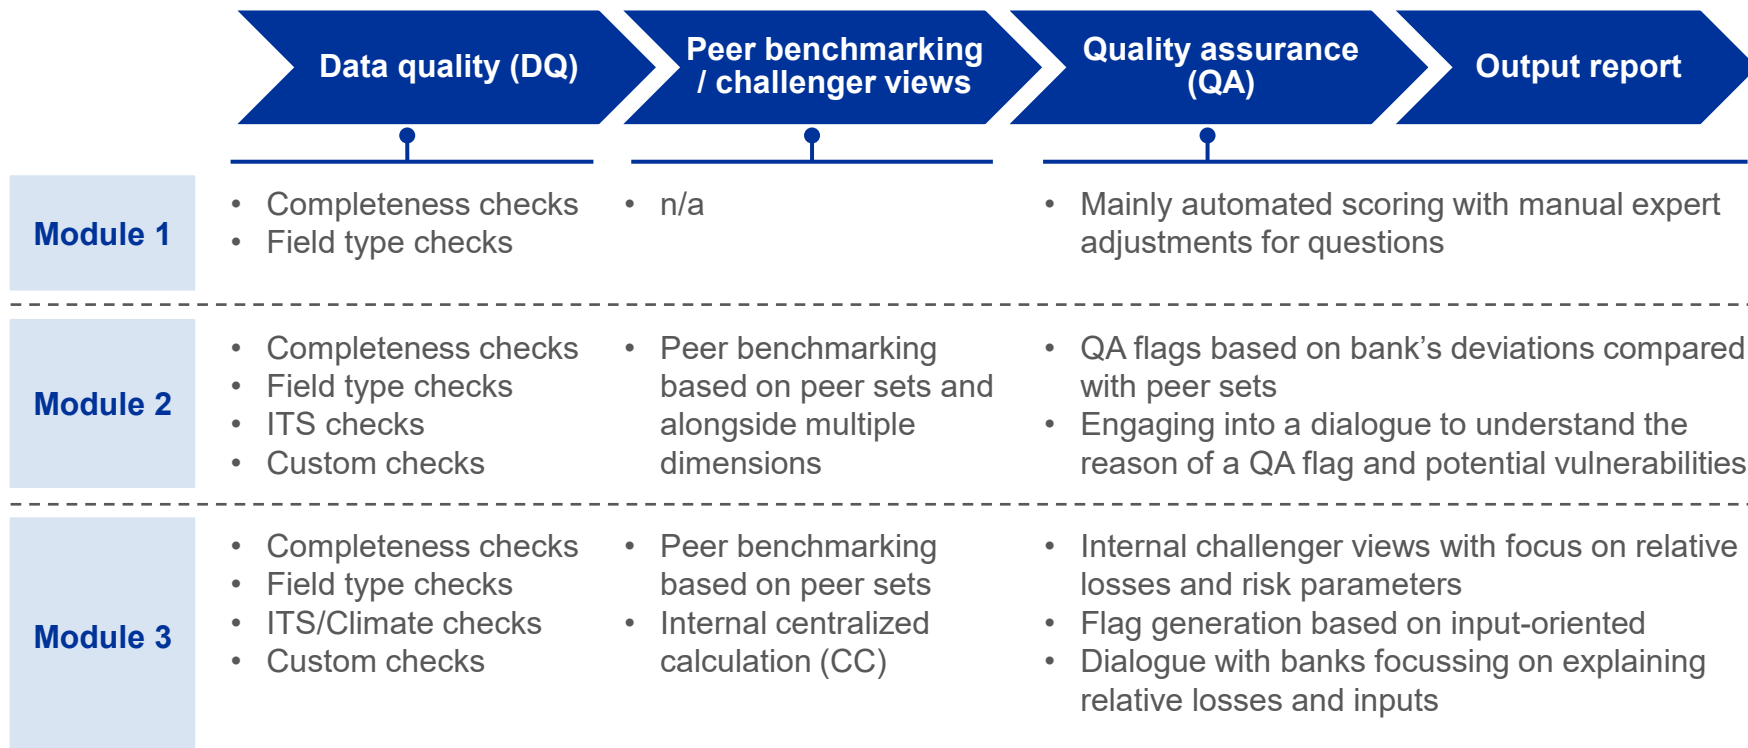 Data quality (DQ)
Peer benchmarking
/ challenger views
Quality assurance
(QA)
Output report
Module 1
• Completeness checks
• Field type checks
• n/a
• Mainly automated scoring with manual expert
adjustments for questions
Module 2
• Completeness checks
• Field type checks
• ITS checks
• Custom checks
• Peer benchmarking
based on peer sets and
alongside multiple
dimensions
• QA flags based on bank’s deviations compared
with peer sets
• Engaging into a dialogue to understand the
reason of a QA flag and potential vulnerabilities
Module 3
• Completeness checks
• Field type checks
• ITS/Climate checks
• Custom checks
• Peer benchmarking
based on peer sets
• Internal centralized
calculation (CC)
• Internal challenger views with focus on relative
losses and risk parameters
• Flag generation based on input-oriented
• Dialogue with banks focussing on explaining
relative losses and inputs